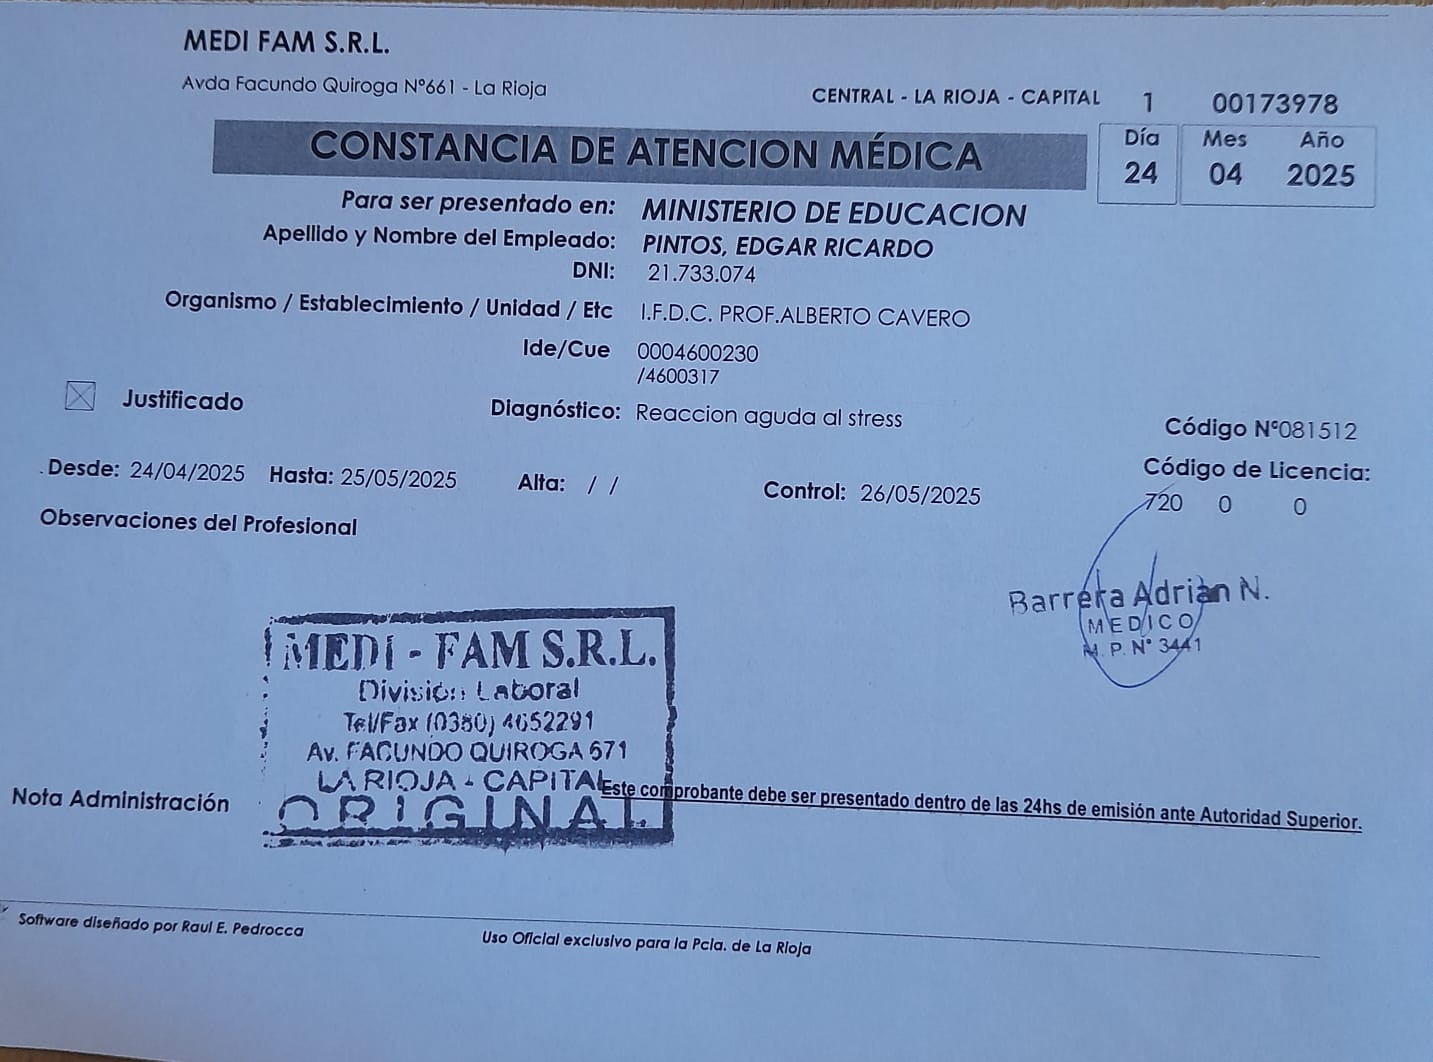 MEDI FAM S.R.L.
Avda Facundo Quiroga Nº661 - La Rioja
CENTRAL - LA RIOJA - CAPITAL 1 00173978
CONSTANCIA DE ATENCION MÉDICA
Día Mes Año
24 04 2025
Para ser presentado en: MINISTERIO DE EDUCACION
Apellido y Nombre del Empleado: PINTOS, EDGAR RICARDO
DNI: 21.733.074
Organismo / Establecimiento / Unidad / Etc I.F.D.C. PROF.ALBERTO CAVERO
Ide/Cue 0004600230
/4600317
Justificado Diagnóstico: Reaccion aguda al stress
Código Nº081512
Código de Licencia:
720 0 0
Desde: 24/04/2025 Hasta: 25/05/2025 Alta: / / Control: 26/05/2025
Observaciones del Profesional
Barrera Adrian N.
MEDICO
M. P. N° 3441
MEDI - FAM S.R.L.
División Laboral
Tel/Fax (0380) 4652291
Av. FACUNDO QUIROGA 671
LA RIOJA - CAPITAL
ORIGINAL
Nota Administración Este comprobante debe ser presentado dentro de las 24hs de emisión ante Autoridad Superior.
Software diseñado por Raul E. Pedrocca
Uso Oficial exclusivo para la Pcia. de La Rioja